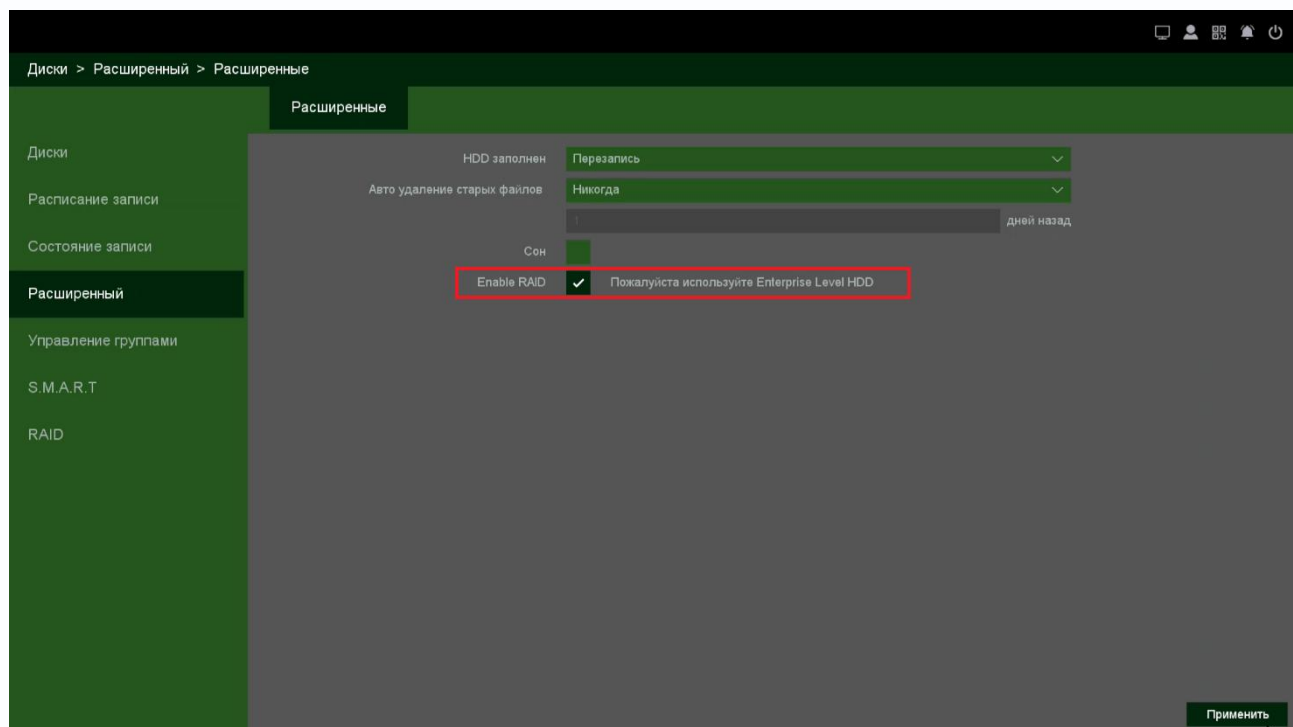 Диски > Расширенный > Расширенные
Расширенные
Диски
Расписание записи
Состояние записи
Расширенный
Управление группами
S.M.A.R.T
RAID
HDD заполнен Перезапись
Авто удаление старых файлов Никогда
1 дней назад
Сон
Enable RAID Пожалуйста используйте Enterprise Level HDD
Применить